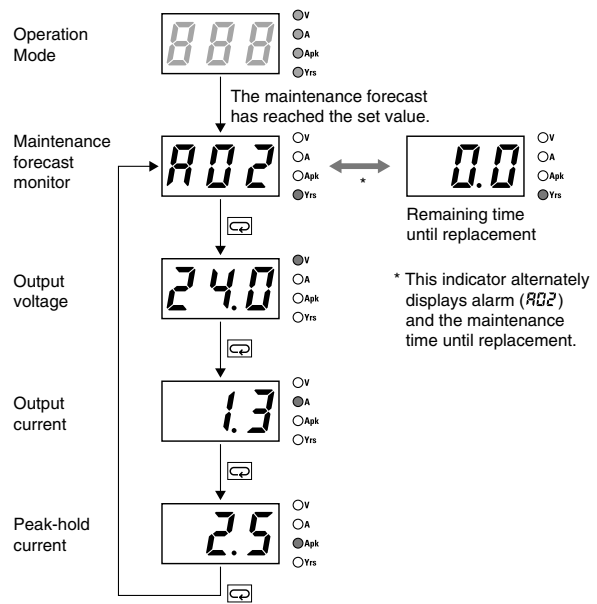 Operation
Mode
888
V
A
Apk
Yrs
The maintenance forecast
has reached the set value.
Maintenance
forecast
monitor
A02
V
A
Apk
Yrs
*
0.0
V
A
Apk
Yrs
Remaining time
until replacement
Output
voltage
24.0
V
A
Apk
Yrs
* This indicator alternately
displays alarm (A02)
and the maintenance
time until replacement.
Output
current
1.3
V
A
Apk
Yrs
Peak-hold
current
2.5
V
A
Apk
Yrs